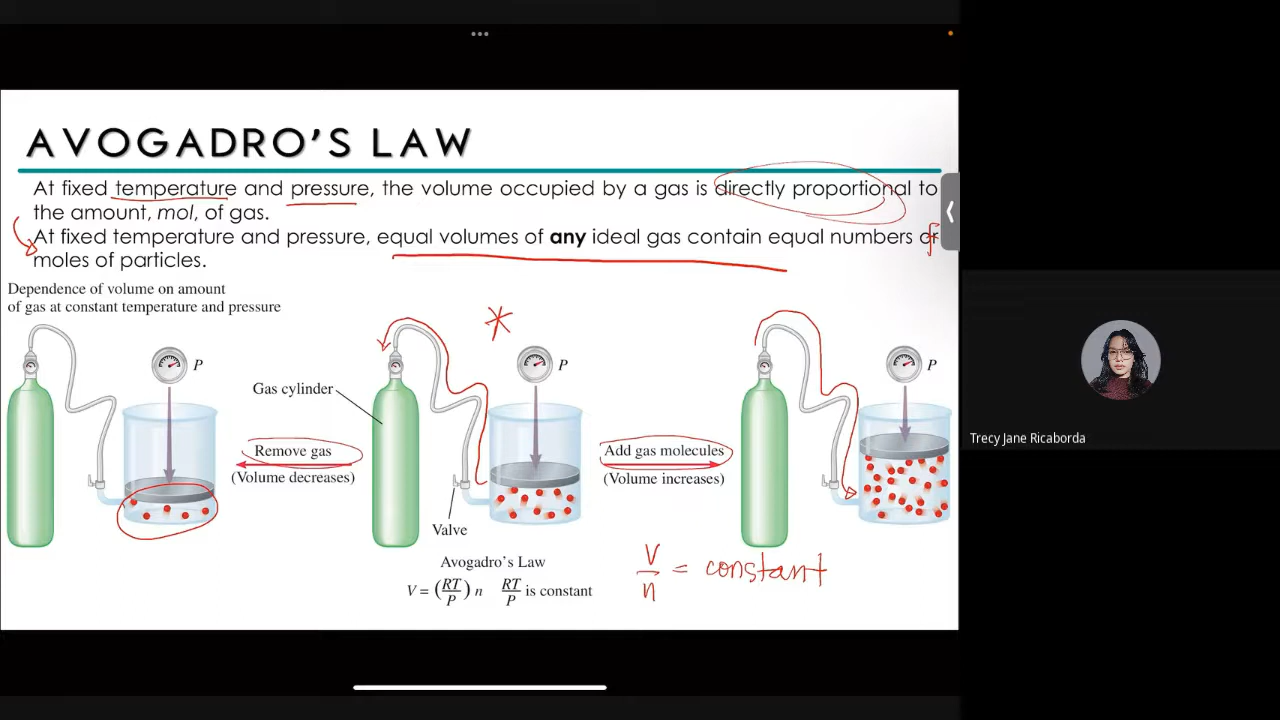 AVOGADRO'S LAW
At fixed temperature and pressure, the volume occupied by a gas is directly proportional to
the amount, mol, of gas.
At fixed temperature and pressure, equal volumes of any ideal gas contain equal numbers of
moles of particles.
Dependence of volume on amount
of gas at constant temperature and pressure
P
P
P
Gas cylinder
Remove gas
(Volume decreases)
Add gas molecules
(Volume increases)
Valve
Avogadro's Law
V = (RT/P) n RT/P is constant
V/n = constant
Trecy Jane Ricaborda